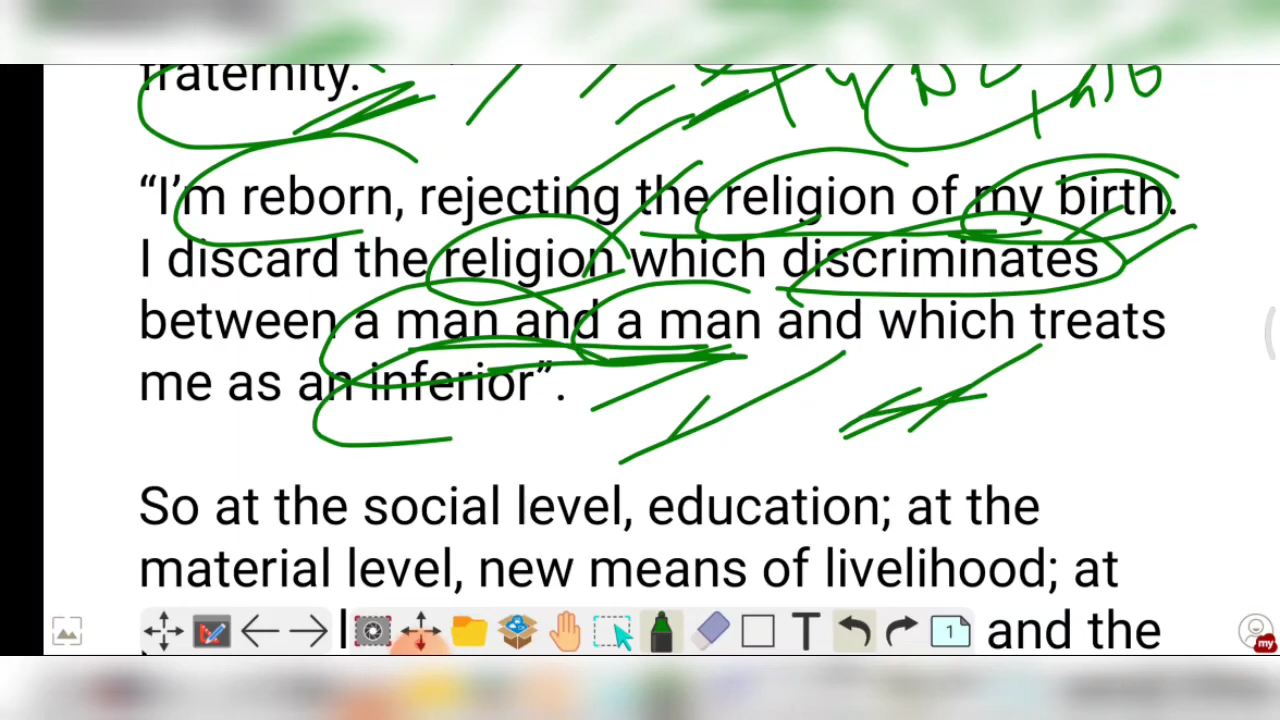 fraternity.
“I’m reborn, rejecting the religion of my birth.
I discard the religion which discriminates
between a man and a man and which treats
me as an inferior”.
So at the social level, education; at the
material level, new means of livelihood; at
and the
T
1
my